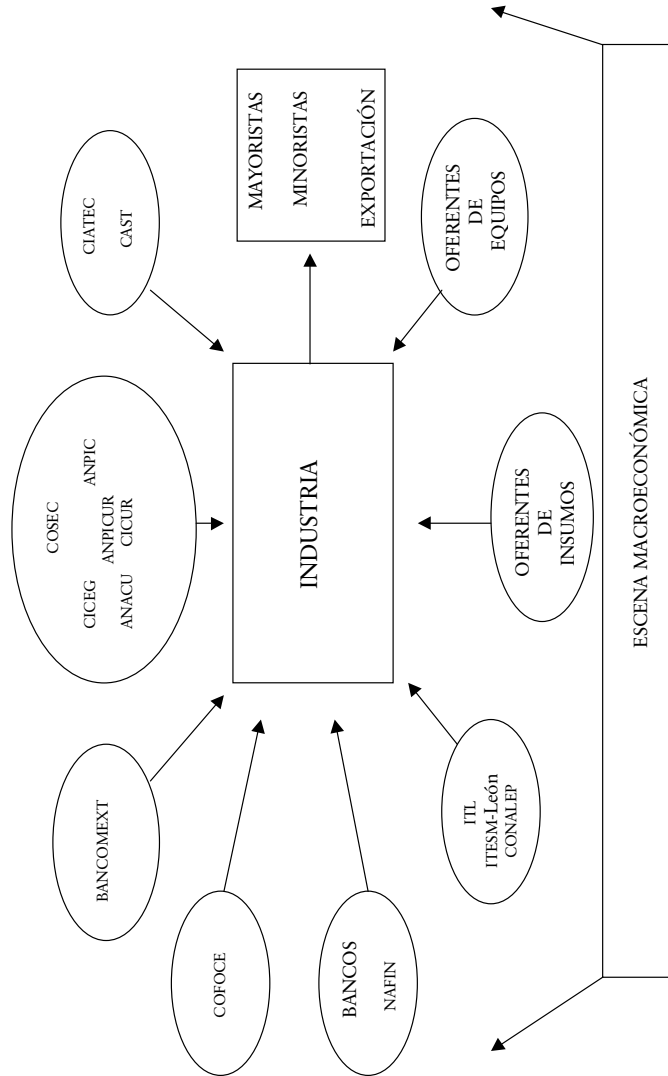 COSEC
CICEG
ANPIC
ANPICUR
ANACU
CICUR
CIATEC
CAST
BANCOMEXT
COFOCE
BANCOS
NAFIN
INDUSTRIA
MAYORISTAS
MINORISTAS
EXPORTACIÓN
ITL
ITESM-León
CONALEP
OFERENTES
DE
INSUMOS
OFERENTES
DE
EQUIPOS
ESCENA MACROECONÓMICA